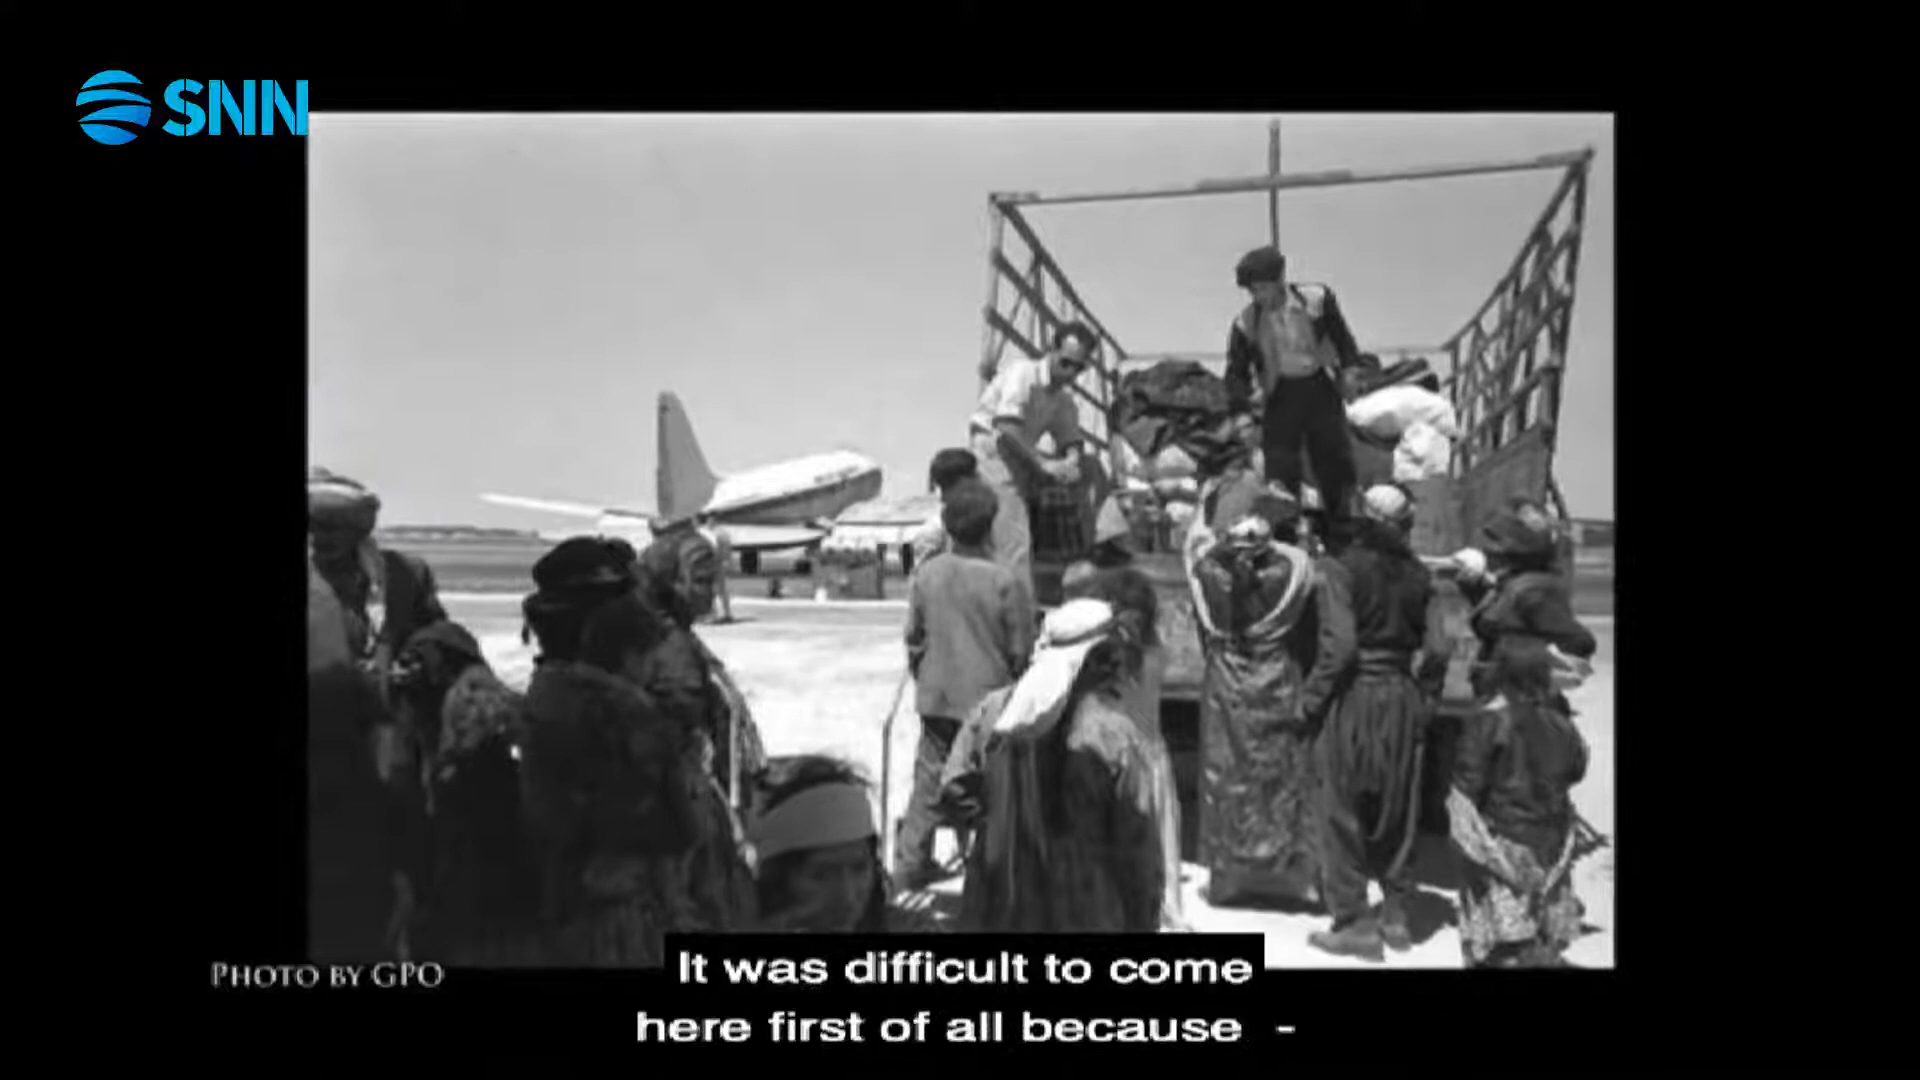 SNN
PHOTO BY GPO
It was difficult to come
here first of all because -